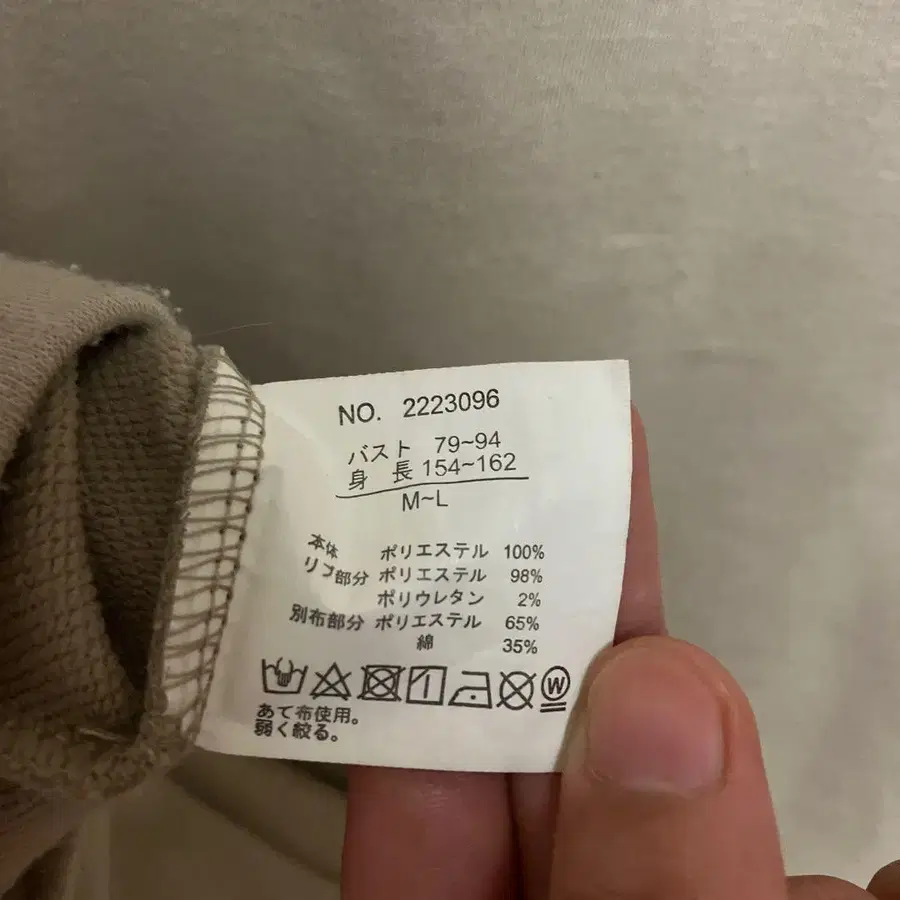 NO. 2223096
バスト 79~94
身 長 154~162
M~L
本体 ポリエステル 100%
リブ部分 ポリエステル 98%
ポリウレタン 2%
別布部分 ポリエステル 65%
綿 35%
W
あて布使用。
弱く絞る。